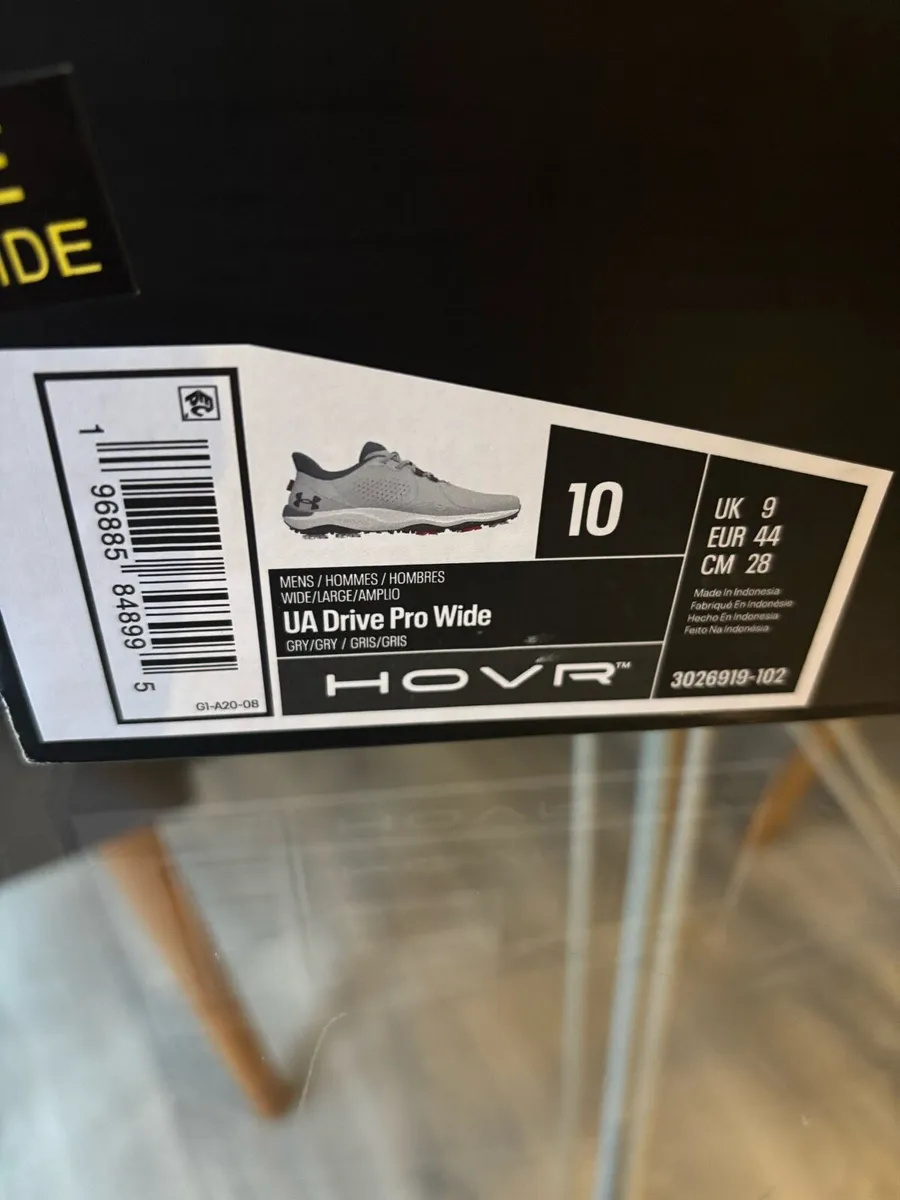 IDE
1 96885 84899 5
G1-A20-08
10
UK 9
EUR 44
CM 28
MENS / HOMMES / HOMBRES
WIDE/LARGE/AMPLIO
UA Drive Pro Wide
GRY/GRY / GRIS/GRIS
HOVR™
Made In Indonesia
Fabriqué En Indonésie
Hecho En Indonesia
Feito Na Indonésia
3026919-102